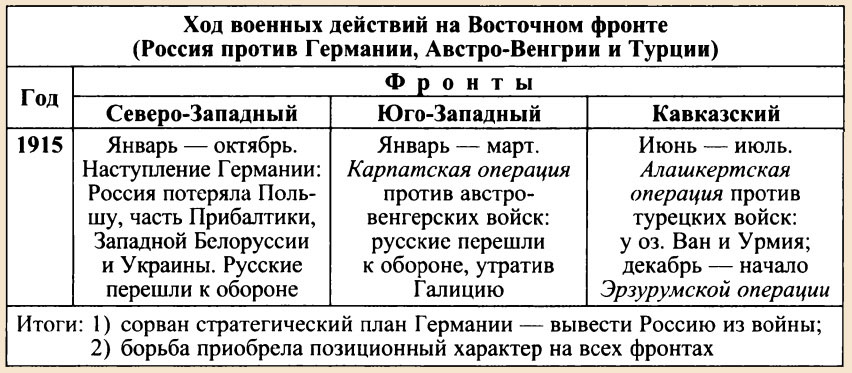 Ход военных действий на Восточном фронте
(Россия против Германии, Австро-Венгрии и Турции)
Год
Фронты
Северо-Западный
Юго-Западный
Кавказский
1915
Январь — октябрь.
Наступление Германии:
Россия потеряла Поль-
шу, часть Прибалтики,
Западной Белоруссии
и Украины. Русские
перешли к обороне
Январь — март.
Карпатская операция
против австро-
венгерских войск:
русские перешли
к обороне, утратив
Галицию
Июнь — июль.
Алашкертская
операция против
турецких войск:
у оз. Ван и Урмия;
декабрь — начало
Эрзурумской операции
Итоги: 1) сорван стратегический план Германии — вывести Россию из войны;
2) борьба приобрела позиционный характер на всех фронтах